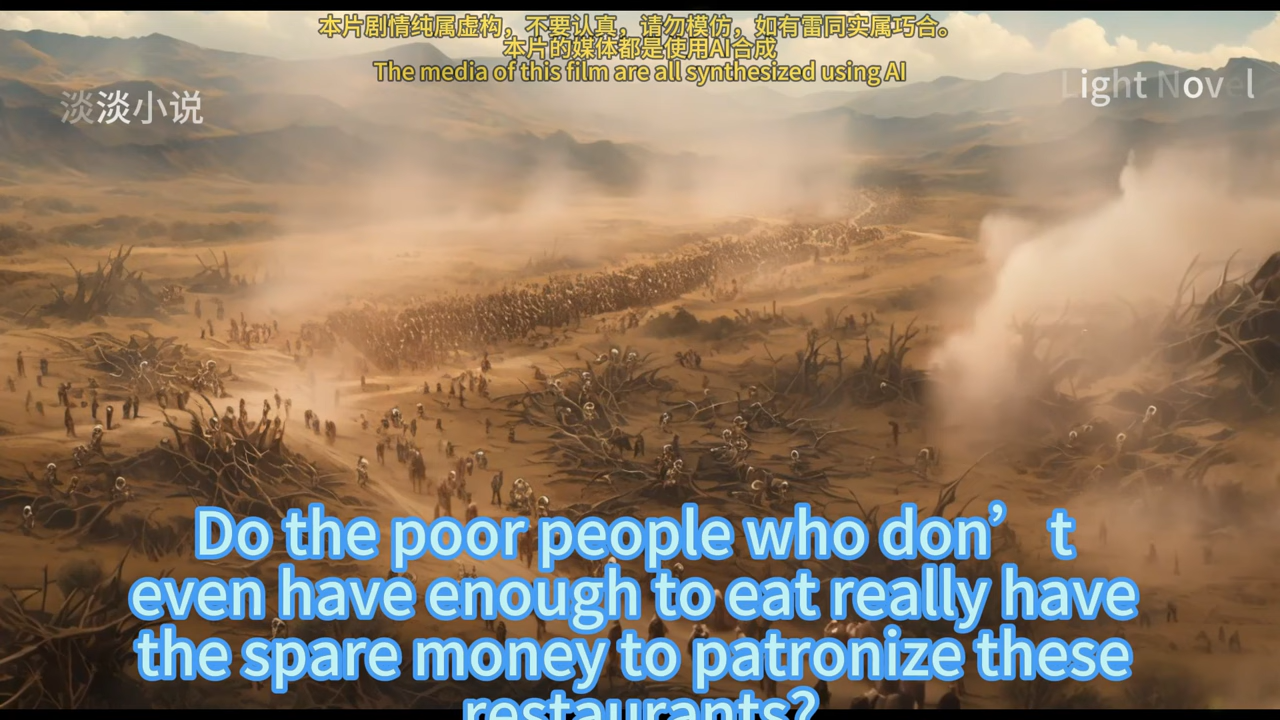 本片剧情纯属虚构，不要认真，请勿模仿，如有雷同实属巧合。
本片的媒体都是使用AI合成
The media of this film are all synthesized using AI
淡淡小说
Light Novel
Do the poor people who don’t
even have enough to eat really have
the spare money to patronize these
restaurants?